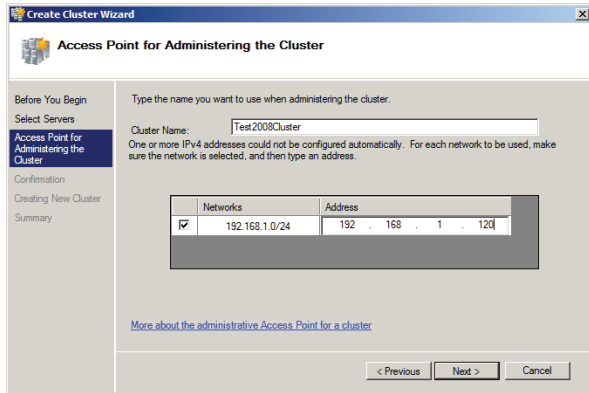 Create Cluster Wizard
Access Point for Administering the Cluster
Before You Begin
Select Servers
Access Point for
Administering the
Cluster
Confirmation
Creating New Cluster
Summary
Type the name you want to use when administering the cluster.
Cluster Name: Test2008Cluster
One or more IPv4 addresses could not be configured automatically. For each network to be used, make
sure the network is selected, and then type an address.
Networks Address
192.168.1.0/24 192 . 168 . 1 . 120
More about the administrative Access Point for a cluster
< Previous Next > Cancel